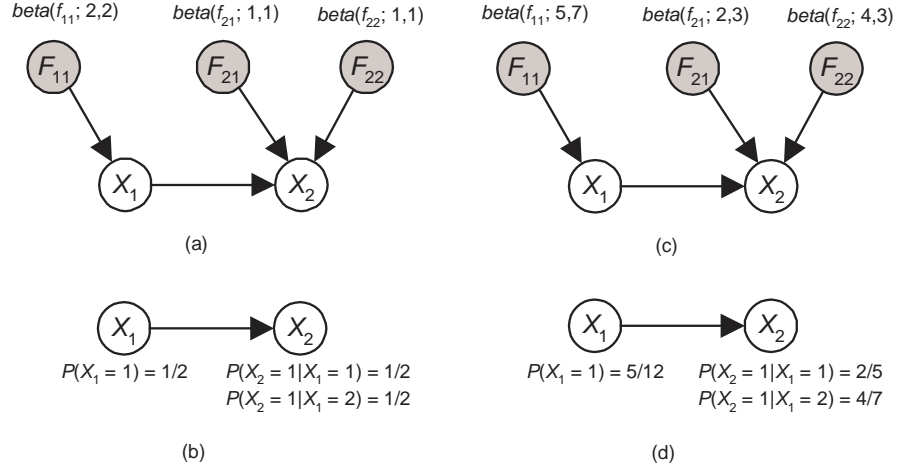 beta(f11; 2,2) beta(f21; 1,1) beta(f22; 1,1)
F11 F21 F22
X1 X2
(a)
beta(f11; 5,7) beta(f21; 2,3) beta(f22; 4,3)
F11 F21 F22
X1 X2
(c)
X1 X2
P(X1 = 1) = 1/2 P(X2 = 1|X1 = 1) = 1/2
P(X2 = 1|X1 = 2) = 1/2
(b)
X1 X2
P(X1 = 1) = 5/12 P(X2 = 1|X1 = 1) = 2/5
P(X2 = 1|X1 = 2) = 4/7
(d)